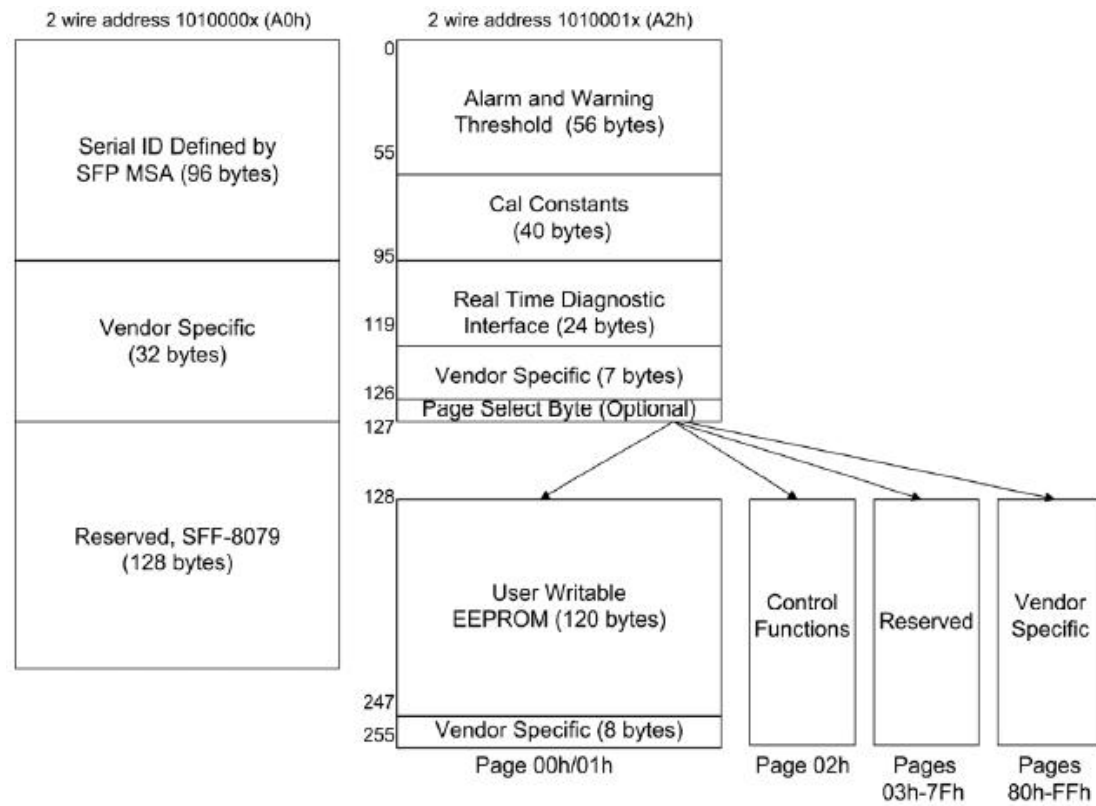 2 wire address 1010000x (A0h)
Serial ID Defined by
SFP MSA (96 bytes)
Vendor Specific
(32 bytes)
Reserved, SFF-8079
(128 bytes)
2 wire address 1010001x (A2h)
0
Alarm and Warning
Threshold (56 bytes)
55
Cal Constants
(40 bytes)
95
Real Time Diagnostic
Interface (24 bytes)
119
Vendor Specific (7 bytes)
126
Page Select Byte (Optional)
127
128
User Writable
EEPROM (120 bytes)
247
Vendor Specific (8 bytes)
255
Page 00h/01h
Control
Functions
Page 02h
Reserved
Pages
03h-7Fh
Vendor
Specific
Pages
80h-FFh